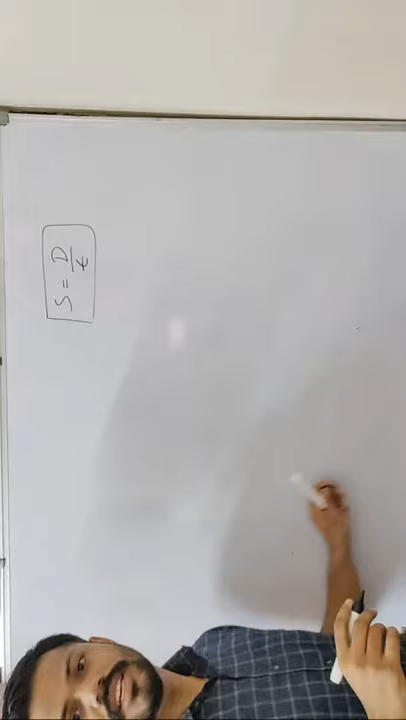 S = D/t